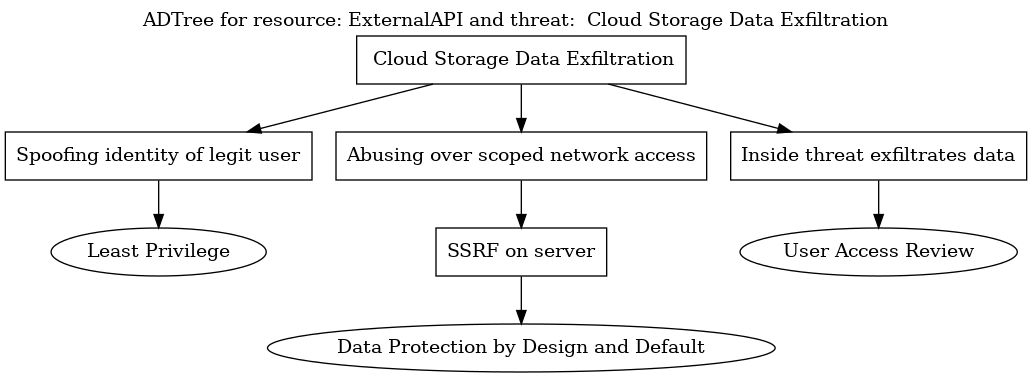 ADTree for resource: ExternalAPI and threat:  Cloud Storage Data Exfiltration
Cloud Storage Data Exfiltration
Spoofing identity of legit user
Abusing over scoped network access
Inside threat exfiltrates data
Least Privilege
SSRF on server
User Access Review
Data Protection by Design and Default